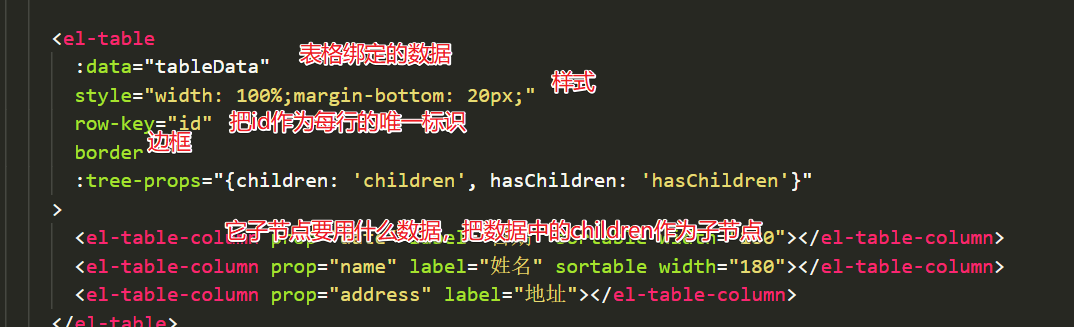 <el-table
:data="tableData" 表格绑定的数据
style="width: 100%;margin-bottom: 20px;" 样式
row-key="id" 把id作为每行的唯一标识
border 边框
:tree-props="{children: 'children', hasChildren: 'hasChildren'}"
>
它子节点要用什么数据，把数据中的children作为子节点
<el-table-column sortable width="180"></el-table-column>
<el-table-column prop="name" label="姓名" sortable width="180"></el-table-column>
<el-table-column prop="address" label="地址"></el-table-column>
</el-table>